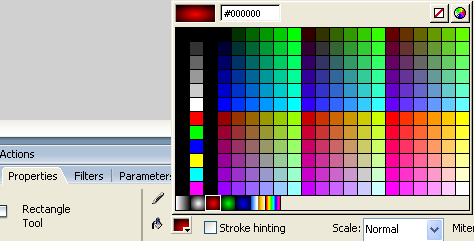 #000000
Actions
Properties Filters Parameters
Rectangle
Tool
Stroke hinting Scale: Normal Miter